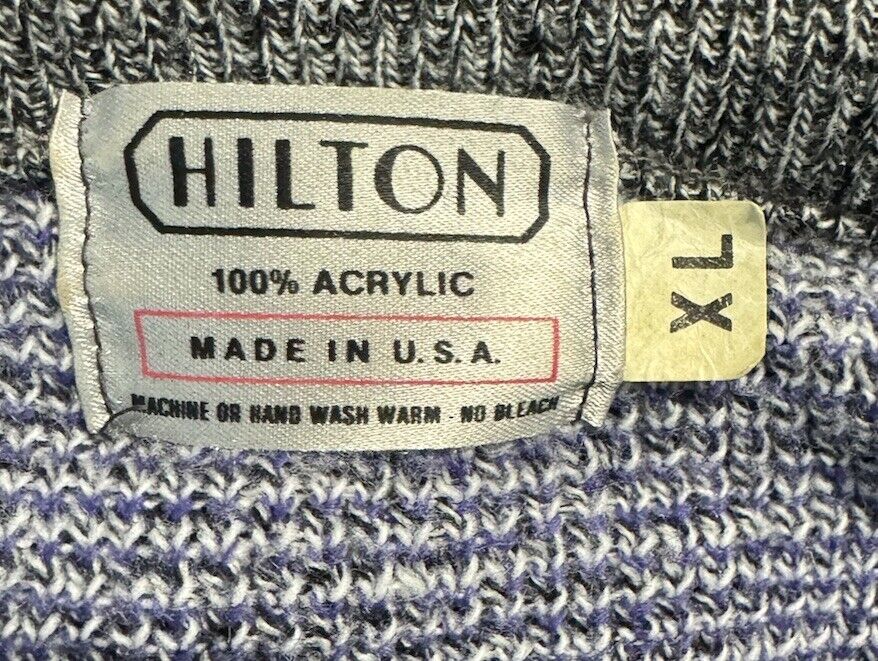 HILTON
100% ACRYLIC
MADE IN U.S.A.
MACHINE OR HAND WASH WARM - NO BLEACH
XL